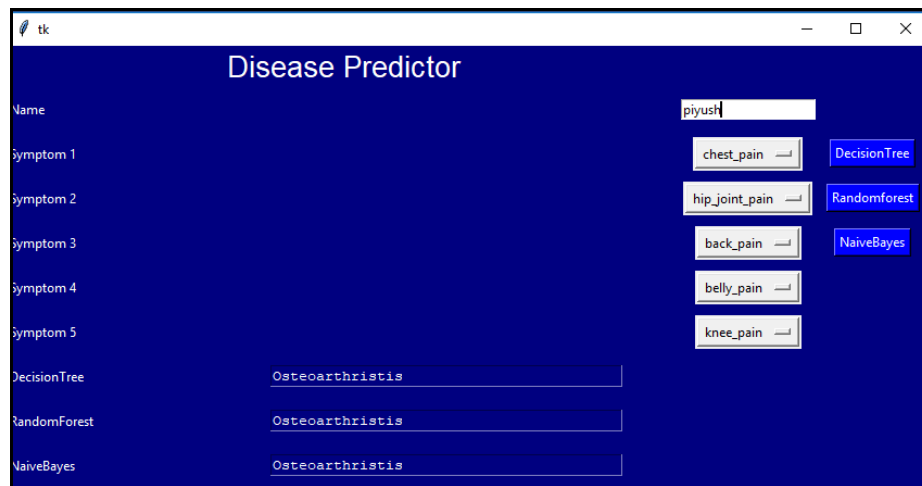 tk
Disease Predictor
Name piyush
Symptom 1 chest_pain DecisionTree
Symptom 2 hip_joint_pain Randomforest
Symptom 3 back_pain NaiveBayes
Symptom 4 belly_pain
Symptom 5 knee_pain
DecisionTree Osteoarthristis
RandomForest Osteoarthristis
NaiveBayes Osteoarthristis